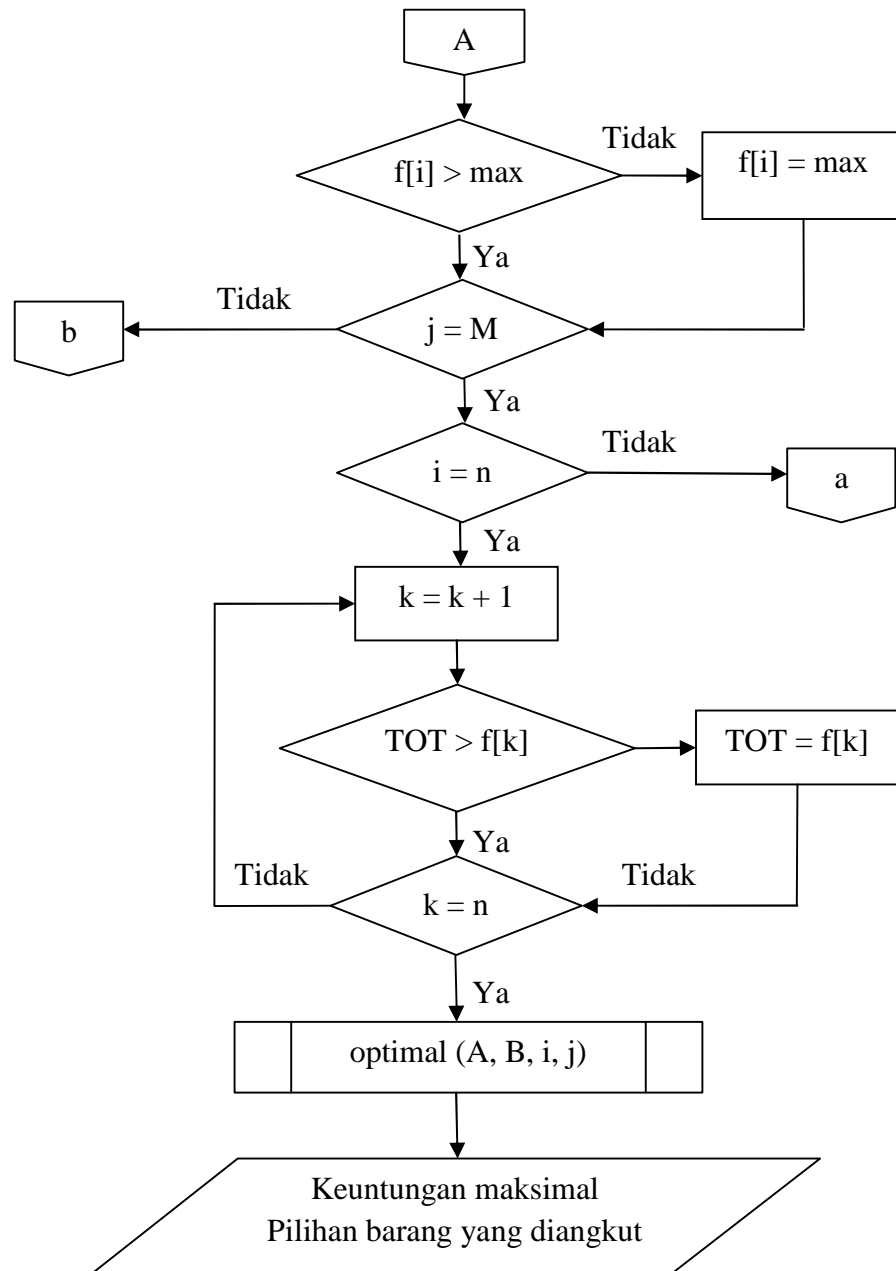 A
f[i] > max
Tidak
f[i] = max
Ya
Tidak
b
j = M
Ya
Tidak
i = n
a
Ya
k = k + 1
TOT > f[k]
TOT = f[k]
Ya
Tidak
Tidak
k = n
Ya
optimal (A, B, i, j)
Keuntungan maksimal
Pilihan barang yang diangkut